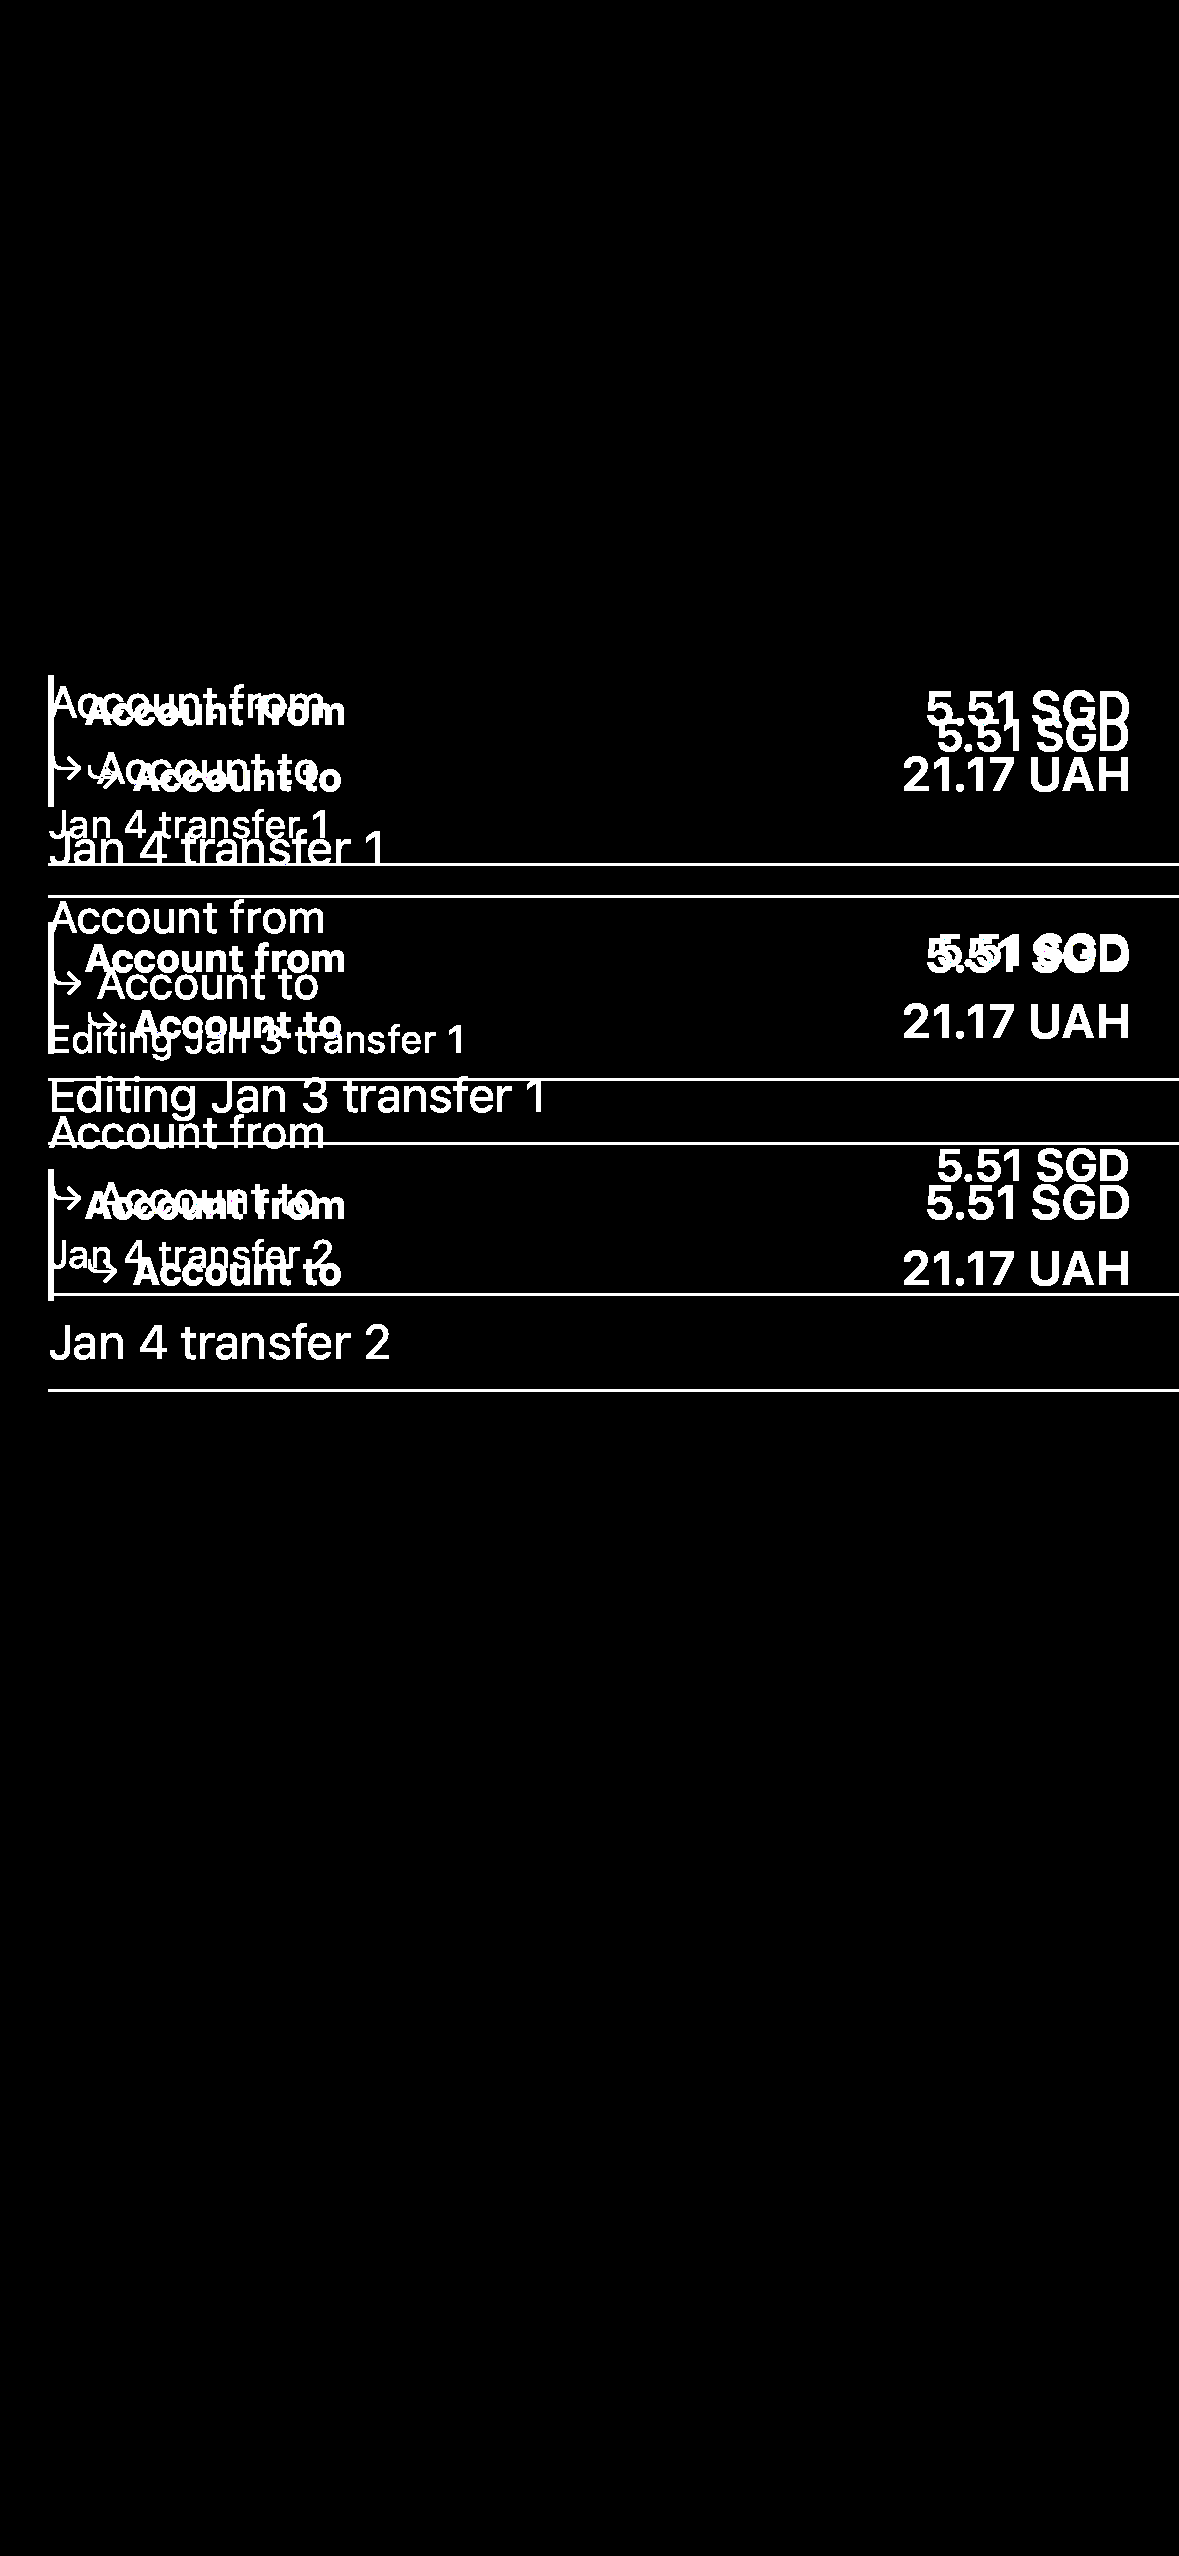 Account from
Account from
5.51 SGD
5.51 SGD
↳ Account to
↳ Account to
21.17 UAH
Jan 4 transfer 1
Jan 4 transfer 1
Account from
Account from
5.51 SGD
5.51 SGD
↳ Account to
↳ Account to
21.17 UAH
Editing Jan 3 transfer 1
Editing Jan 3 transfer 1
Account from
5.51 SGD
↳ Account to
Account from
5.51 SGD
Jan 4 transfer 2
↳ Account to
21.17 UAH
Jan 4 transfer 2